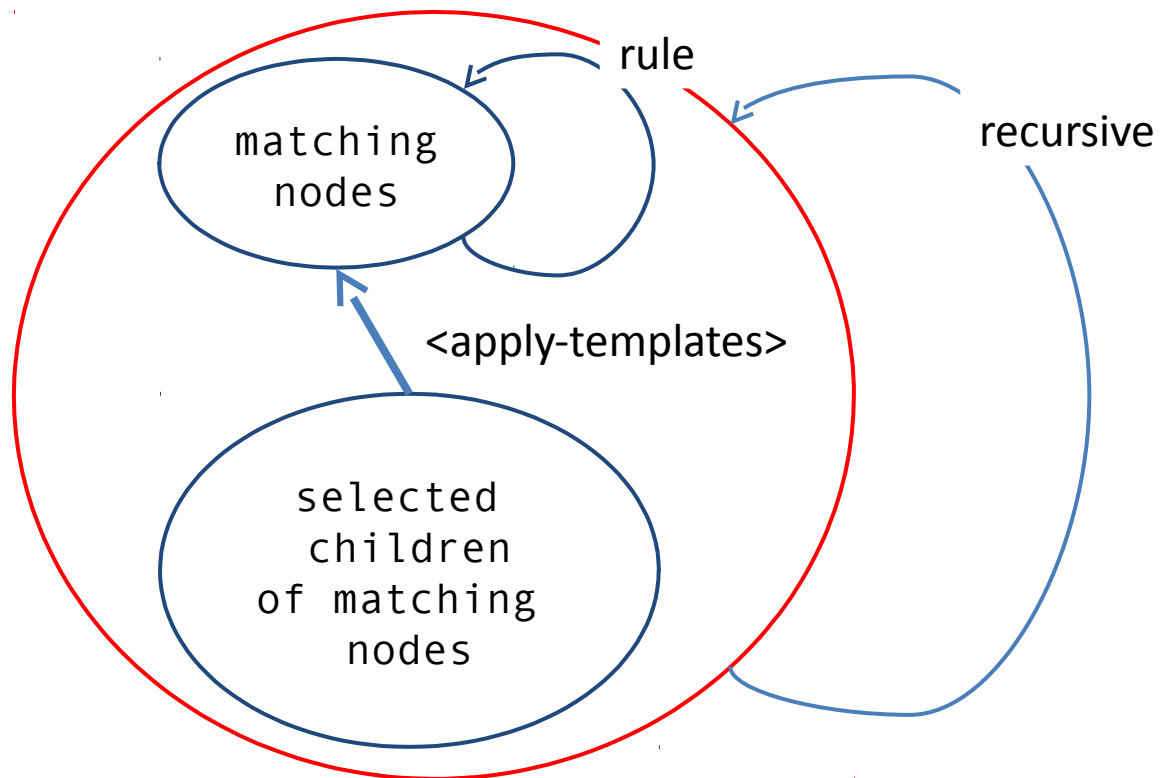 rule
matching
nodes
recursive
<apply-templates>
selected
children
of matching
nodes